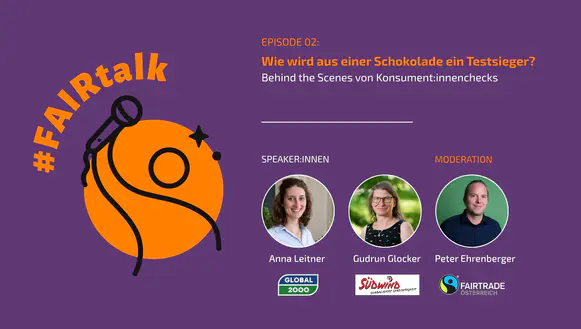 #FAIRtalk
EPISODE 02:
Wie wird aus einer Schokolade ein Testsieger?
Behind the Scenes von Konsument:innenchecks
SPEAKER:INNEN
MODERATION
Anna Leitner
Gudrun Glocker
Peter Ehrenberger
GLOBAL
2000
SÜDWIND
FAIRTRADE
ÖSTERREICH